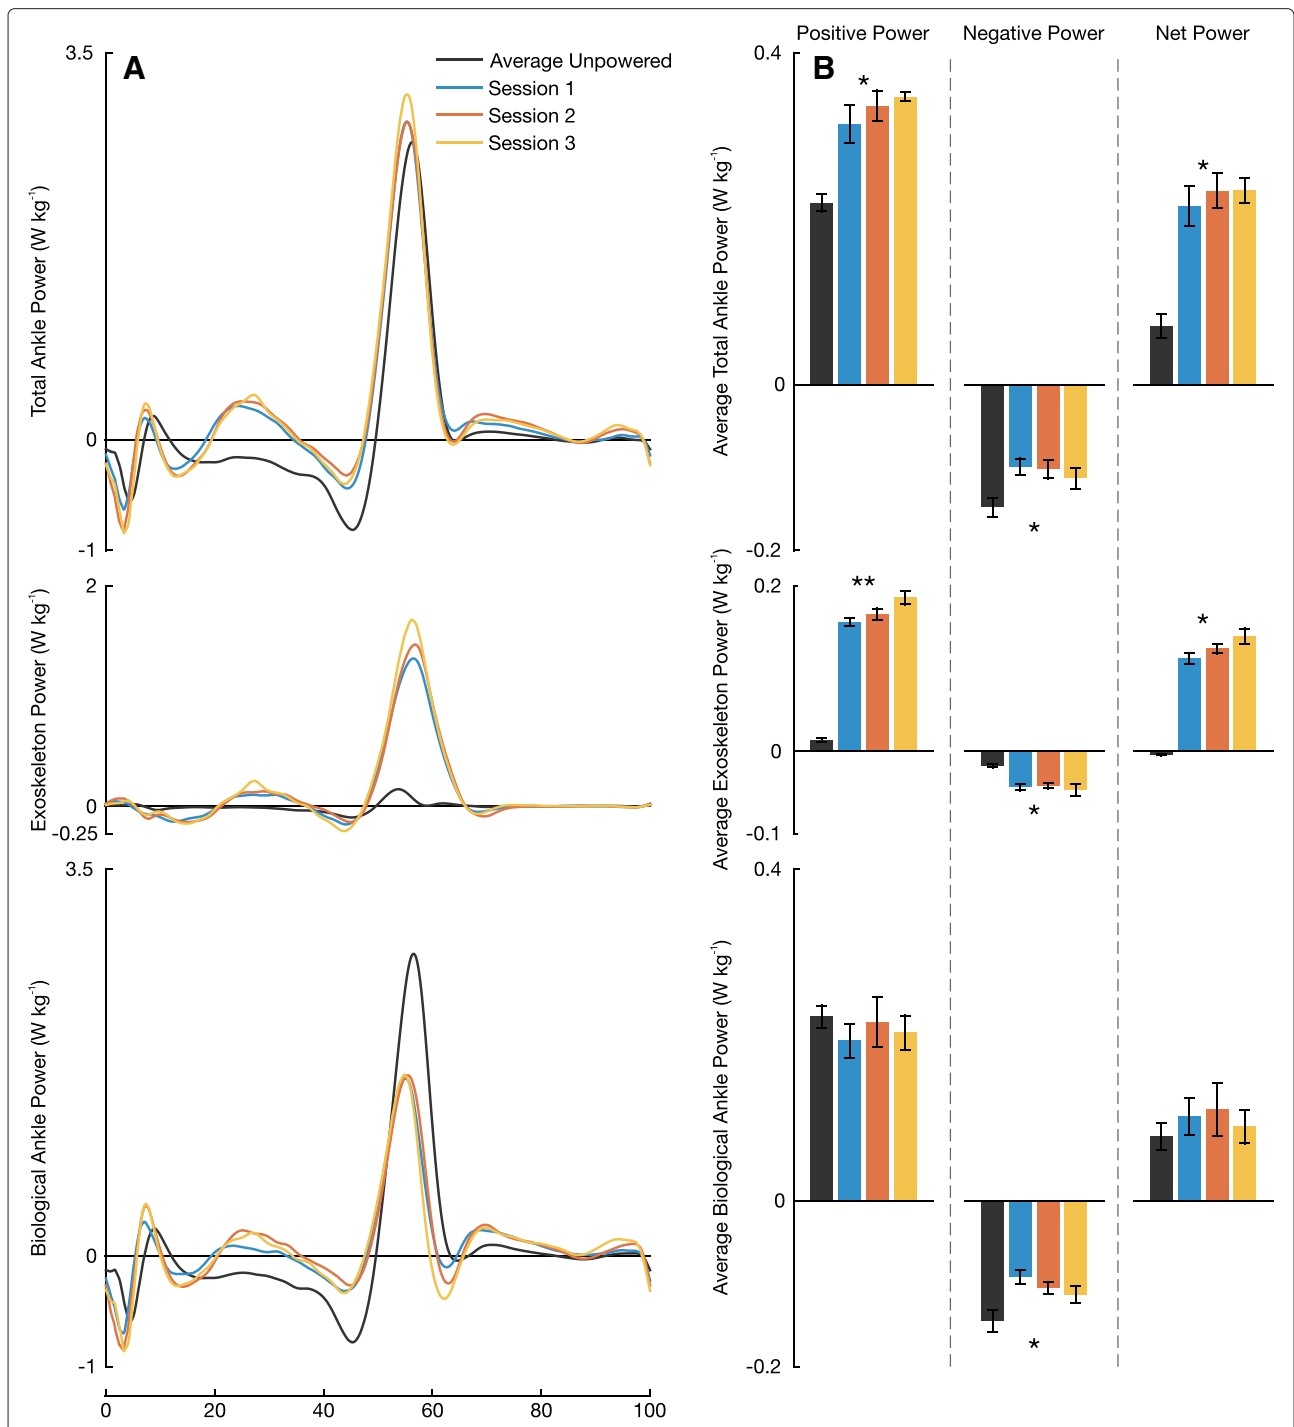 A
3.5
0
-1
Total Ankle Power (W kg⁻¹)
Average Unpowered
Session 1
Session 2
Session 3
2
0
-0.25
Exoskeleton Power (W kg⁻¹)
3.5
0
-1
Biological Ankle Power (W kg⁻¹)
0 20 40 60 80 100
B
Positive Power Negative Power Net Power
0.4
0
-0.2
Average Total Ankle Power (W kg⁻¹)
* *
*
0.2
0
-0.1
Average Exoskeleton Power (W kg⁻¹)
** *
*
0.4
0
-0.2
Average Biological Ankle Power (W kg⁻¹)
*